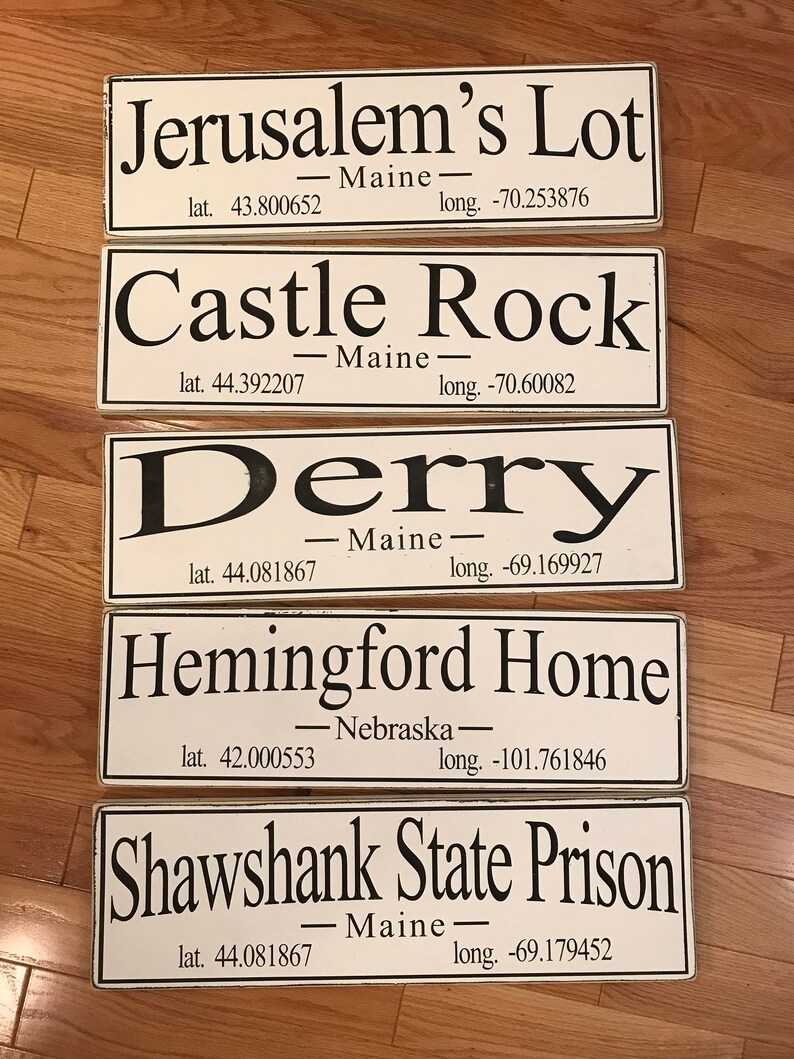 Jerusalem's Lot
— Maine —
lat. 43.800652 long. -70.253876
Castle Rock
— Maine —
lat. 44.392207 long. -70.60082
Derry
— Maine —
lat. 44.081867 long. -69.169927
Hemingford Home
— Nebraska —
lat. 42.000553 long. -101.761846
Shawshank State Prison
— Maine —
lat. 44.081867 long. -69.179452